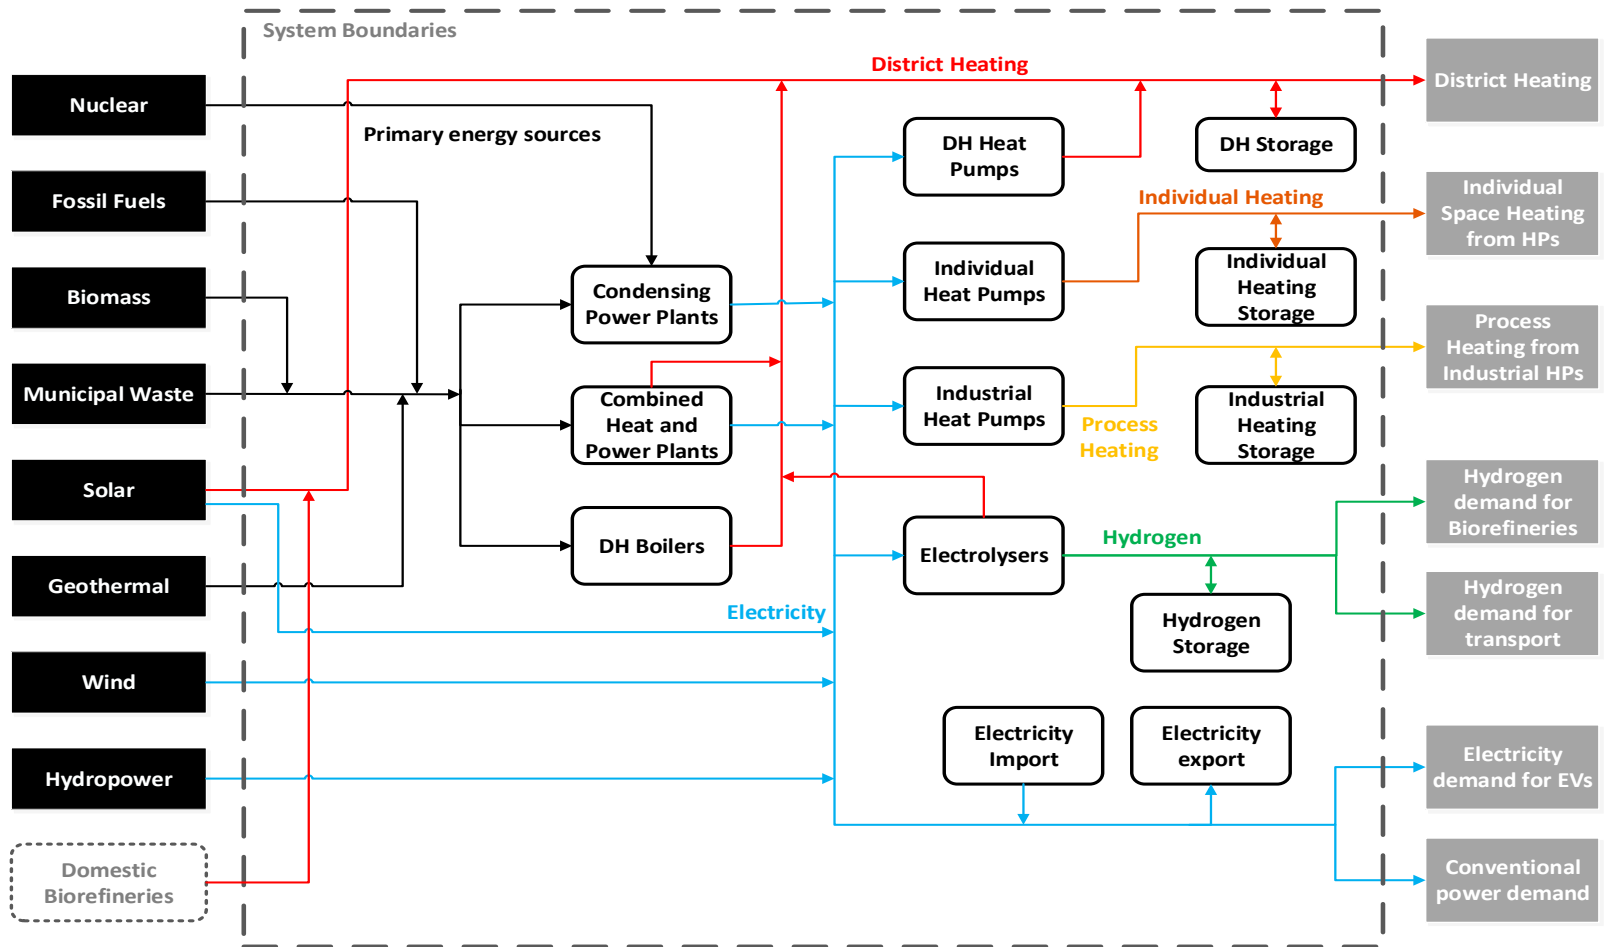 System Boundaries
Nuclear
Fossil Fuels
Biomass
Municipal Waste
Solar
Geothermal
Wind
Hydropower
Domestic
Biorefineries
Primary energy sources
Condensing
Power Plants
Combined
Heat and
Power Plants
DH Boilers
Electricity
District Heating
DH Heat
Pumps
Individual
Heat Pumps
Industrial
Heat Pumps
Electrolysers
Electricity
Import
Electricity
export
DH Storage
Individual Heating
Individual
Heating
Storage
Process
Heating
Industrial
Heating
Storage
Hydrogen
Hydrogen
Storage
District Heating
Individual
Space Heating
from HPs
Process
Heating from
Industrial HPs
Hydrogen
demand for
Biorefineries
Hydrogen
demand for
transport
Electricity
demand for EVs
Conventional
power demand